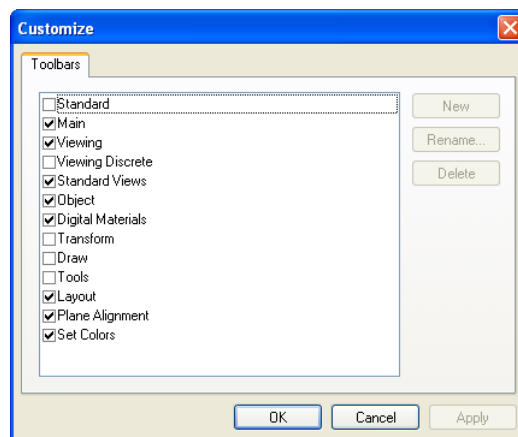 Customize
Toolbars
Standard
Main
Viewing
Viewing Discrete
Standard Views
Object
Digital Materials
Transform
Draw
Tools
Layout
Plane Alignment
Set Colors
New
Rename...
Delete
OK
Cancel
Apply